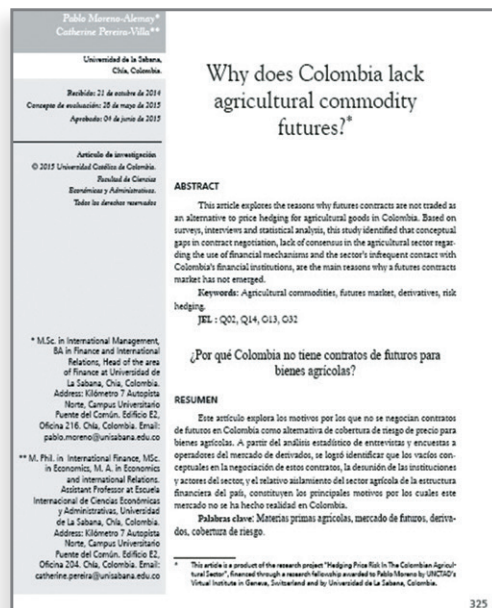 Pablo Moreno-Alemay*
Catherine Pereira-Villa**
Universidad de la Sabana,
Chía, Colombia.
Recibido: 21 de octubre de 2014
Concepto de evaluación: 28 de mayo de 2015
Aprobado: 04 de junio de 2015
Artículo de investigación
© 2015 Universidad Católica de Colombia.
Facultad de Ciencias
Económicas y Administrativas.
Todos los derechos reservados
* M.Sc. in International Management,
BA in Finance and International
Relations, Head of the area
of Finance at Universidad de
La Sabana, Chía, Colombia.
Address: Kilómetro 7 Autopista
Norte, Campus Universitario
Puente del Común. Edificio E2,
Oficina 216. Chía, Colombia. Email:
pablo.moreno@unisabana.edu.co
** M. Phil. in International Finance, MSc.
in Economics, M. A. in Economics
and International Relations.
Assistant Professor at Escuela
Internacional de Ciencias Económicas
y Administrativas, Universidad
de La Sabana, Chía, Colombia.
Address: Kilómetro 7 Autopista
Norte, Campus Universitario
Puente del Común. Edificio E2,
Oficina 204. Chía, Colombia. Email:
catherine.pereira@unisabana.edu.co
Why does Colombia lack
agricultural commodity
futures?*
ABSTRACT
This article explores the reasons why futures contracts are not traded as
an alternative to price hedging for agricultural goods in Colombia. Based on
surveys, interviews and statistical analysis, this study identified that conceptual
gaps in contract negotiation, lack of consensus in the agricultural sector regar-
ding the use of financial mechanisms and the sector's infrequent contact with
Colombia's financial institutions, are the main reasons why a futures contracts
market has not emerged.
Keywords: Agricultural commodities, futures market, derivatives, risk
hedging.
JEL : Q02, Q14, G13, G32
¿Por qué Colombia no tiene contratos de futuros para
bienes agrícolas?
RESUMEN
Este artículo explora los motivos por los que no se negocian contratos
de futuros en Colombia como alternativa de cobertura de riesgo de precio para
bienes agrícolas. A partir del análisis estadístico de entrevistas y encuestas a
operadores del mercado de derivados, se logró identificar que los vacíos con-
ceptuales en la negociación de estos contratos, la desunión de las instituciones
y actores del sector, y el relativo aislamiento del sector agrícola de la estructura
financiera del país, constituyen los principales motivos por los cuales este
mercado no se ha hecho realidad en Colombia.
Palabras clave: Materias primas agrícolas, mercado de futuros, deriva-
dos, cobertura de riesgo.
* This article is a product of the research project "Hedging Price Risk In The Colombian Agricul-
tural Sector", financed through a research fellowship awarded to Pablo Moreno by UNCTAD's
Virtual Institute in Geneva, Switzerland and by Universidad de La Sabana, Colombia.
325